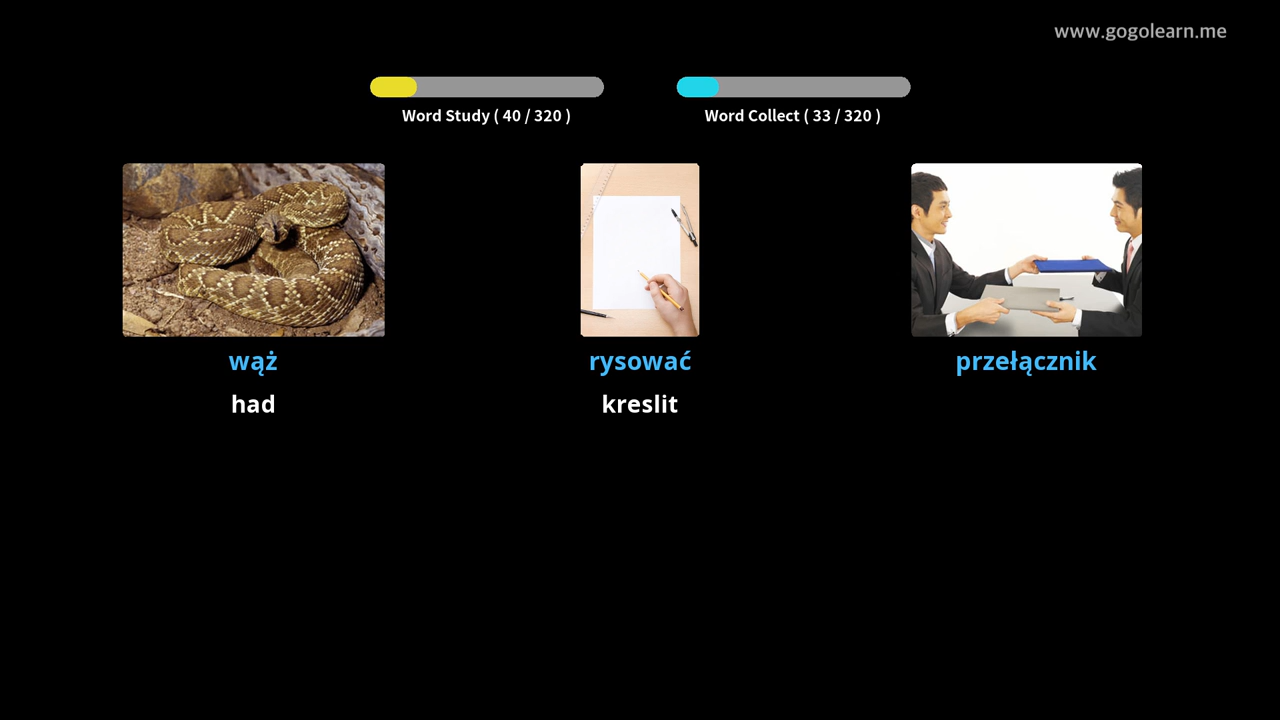 www.gogolearn.me
Word Study ( 40 / 320 )
Word Collect ( 33 / 320 )
wąż
rysować
przełącznik
had
kreslit